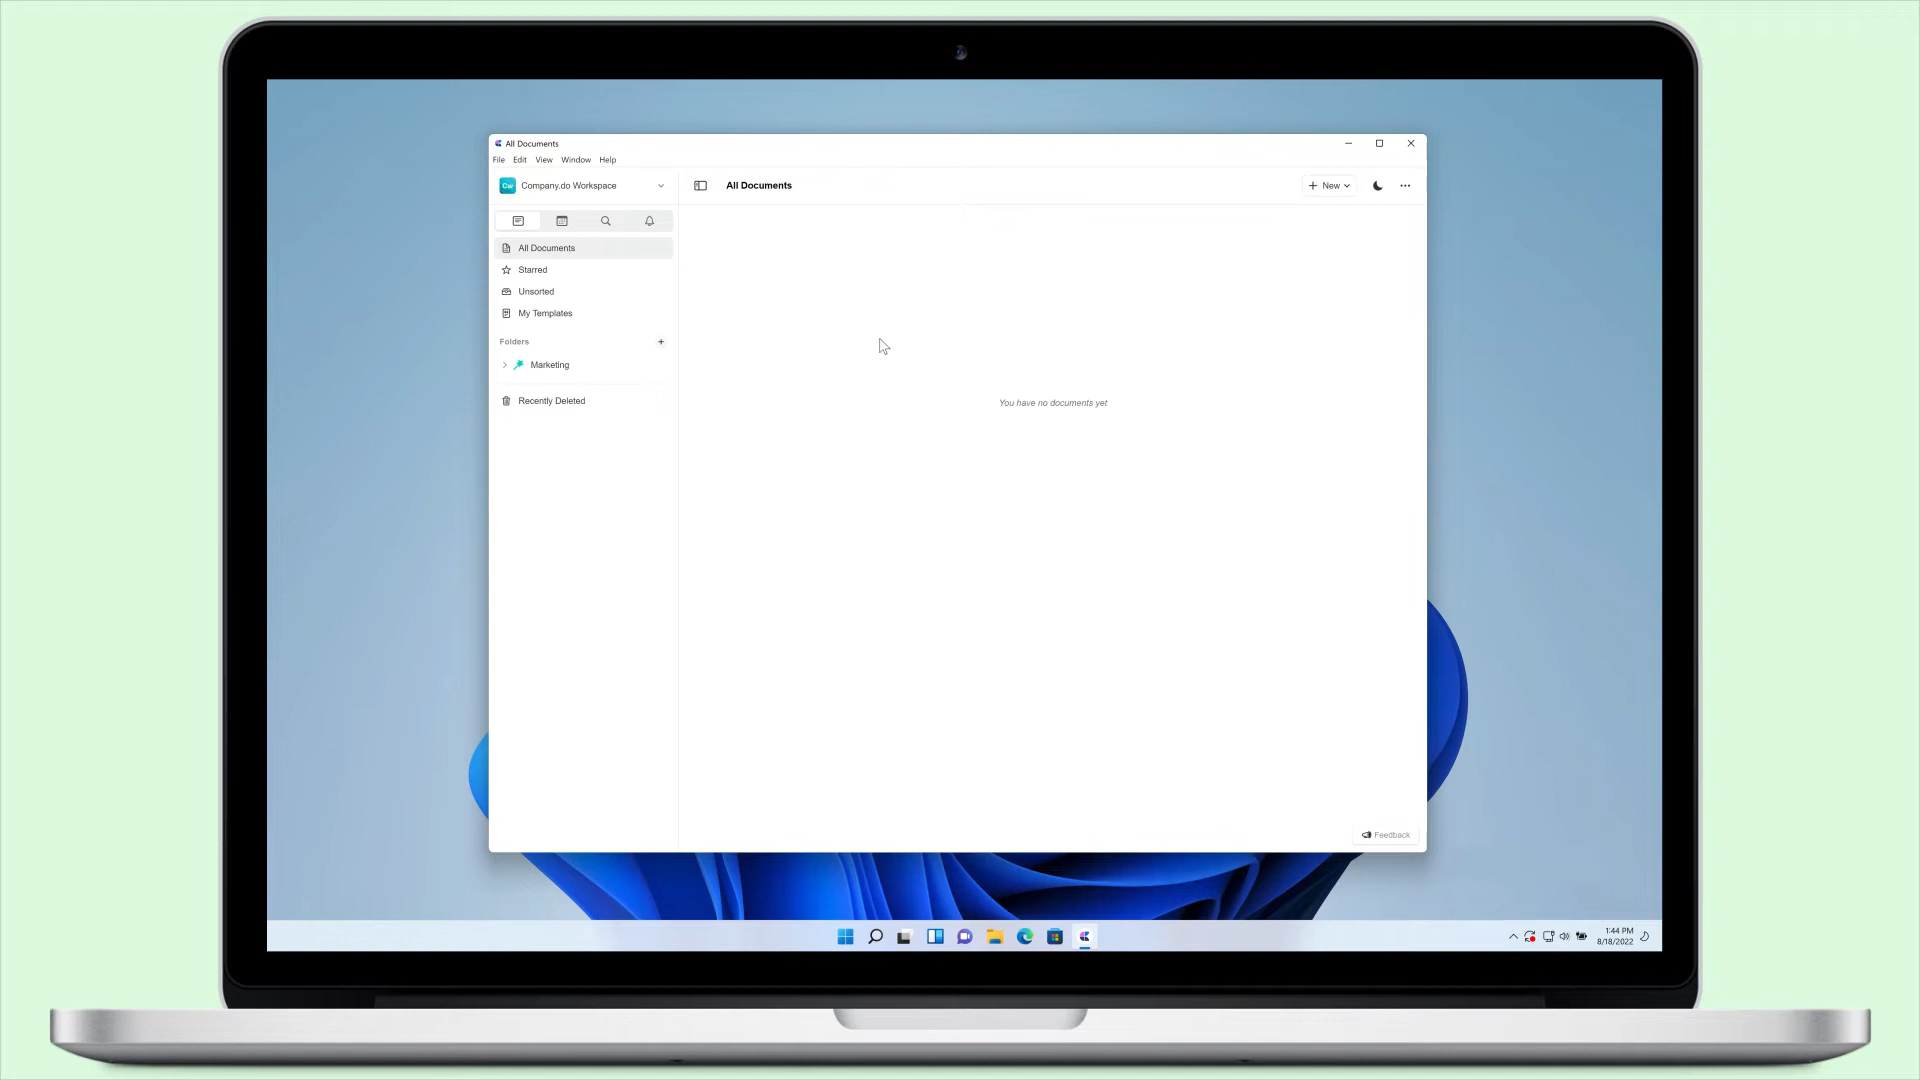 All Documents
File Edit View Window Help
Cw Company.do Workspace
All Documents
New
All Documents
Starred
Unsorted
My Templates
Folders
Marketing
Recently Deleted
You have no documents yet
Feedback
1:44 PM
8/18/2022